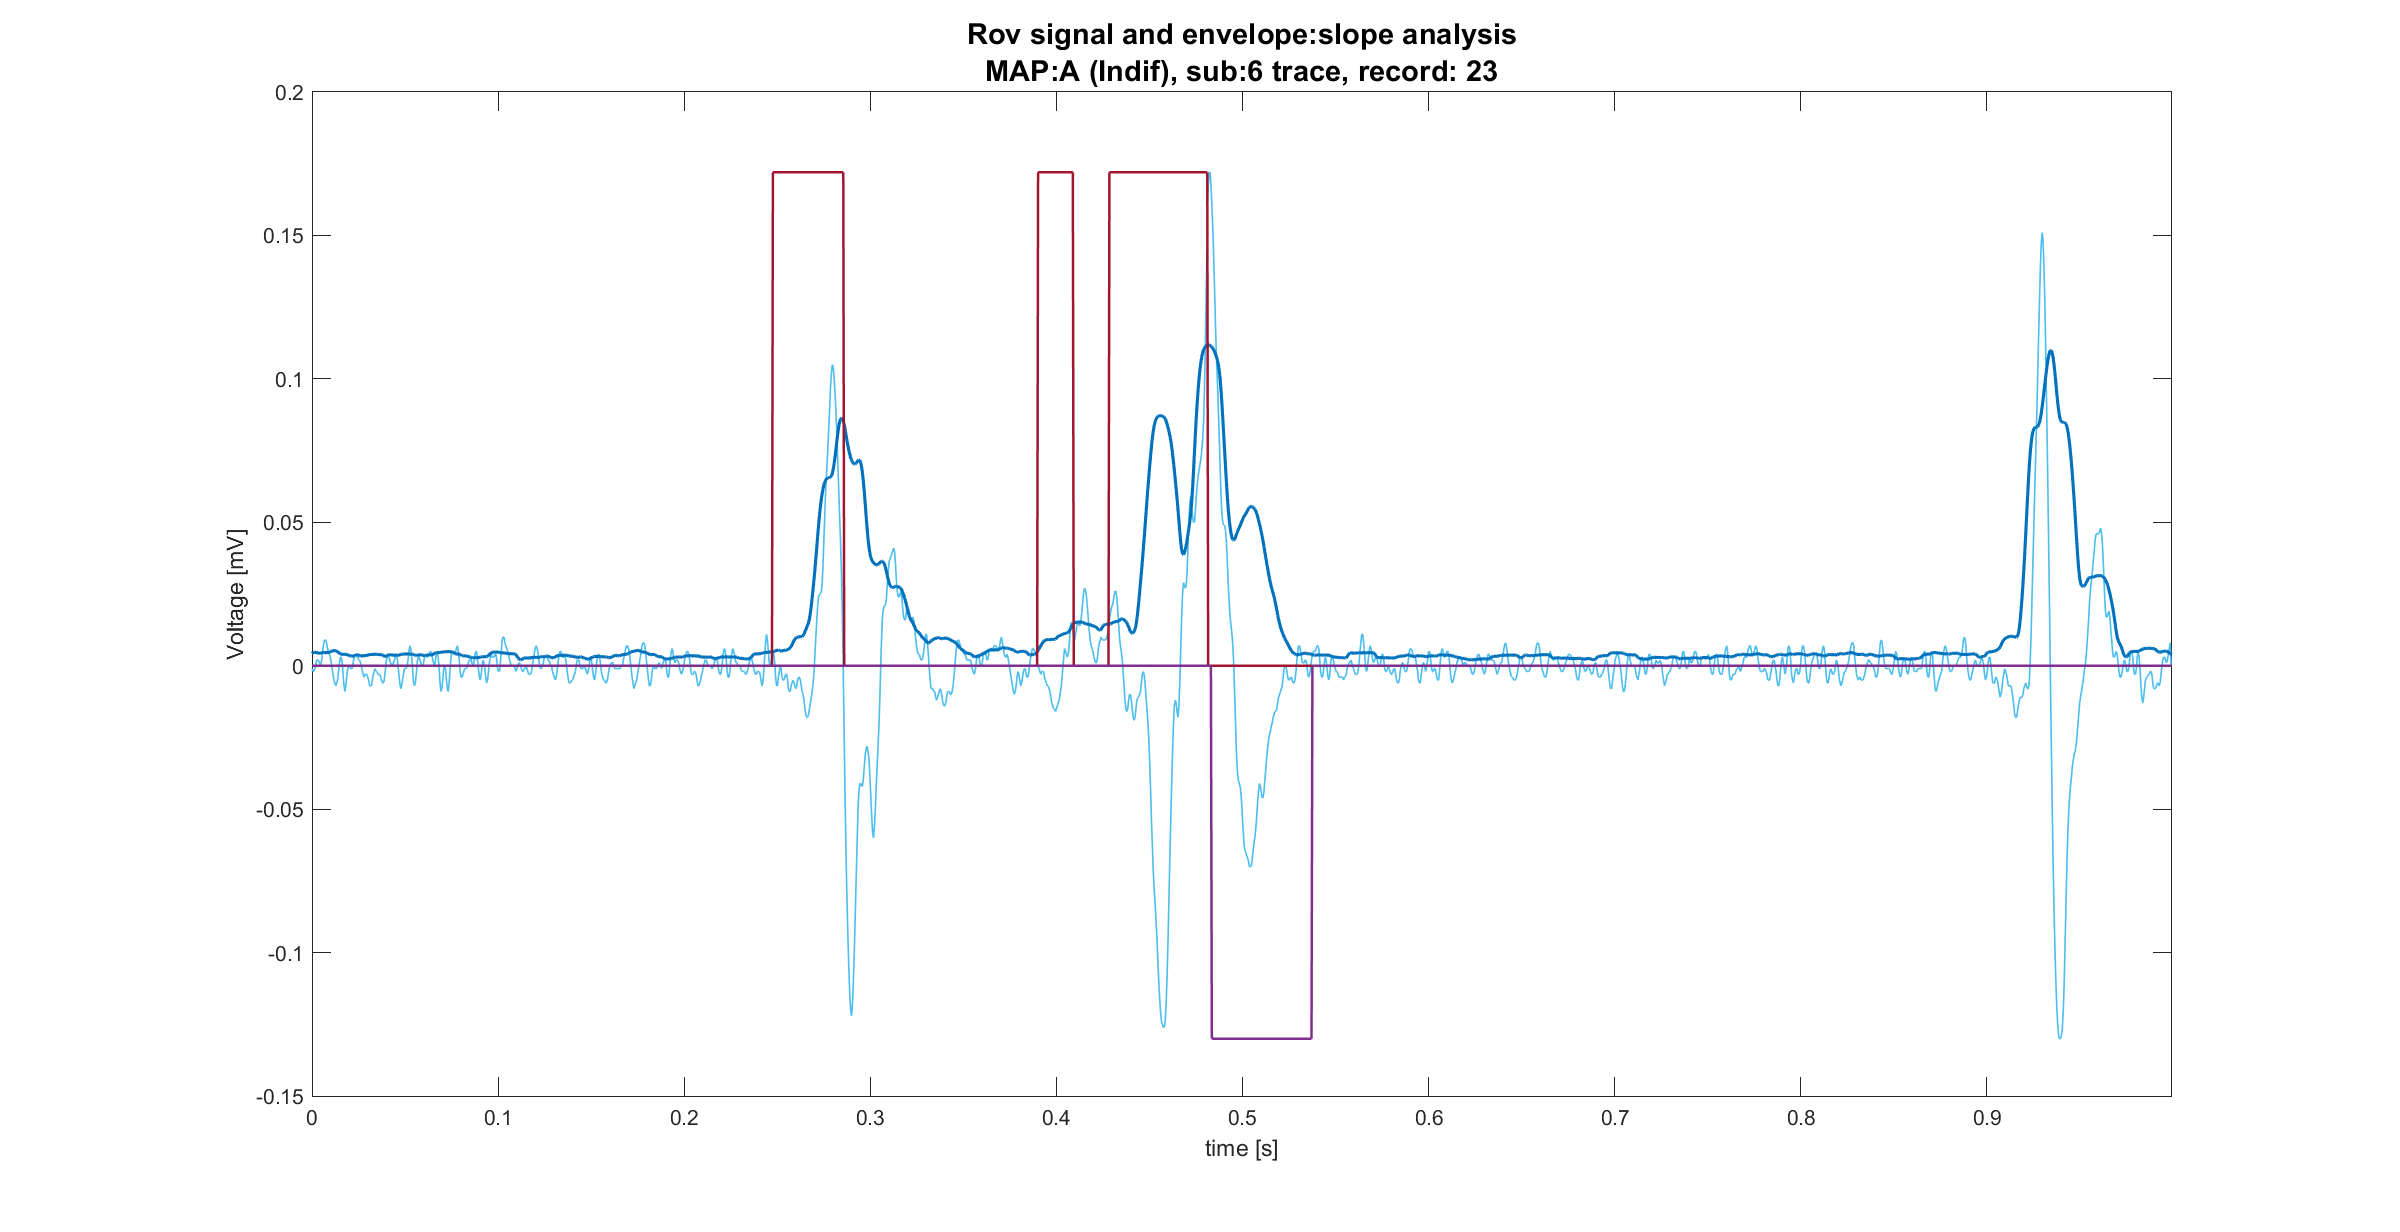 Rov signal and envelope:slope analysis
MAP:A (Indif), sub:6 trace, record: 23
0.2
0.15
0.1
0.05
0
-0.05
-0.1
-0.15
Voltage [mV]
0 0.1 0.2 0.3 0.4 0.5 0.6 0.7 0.8 0.9
time [s]